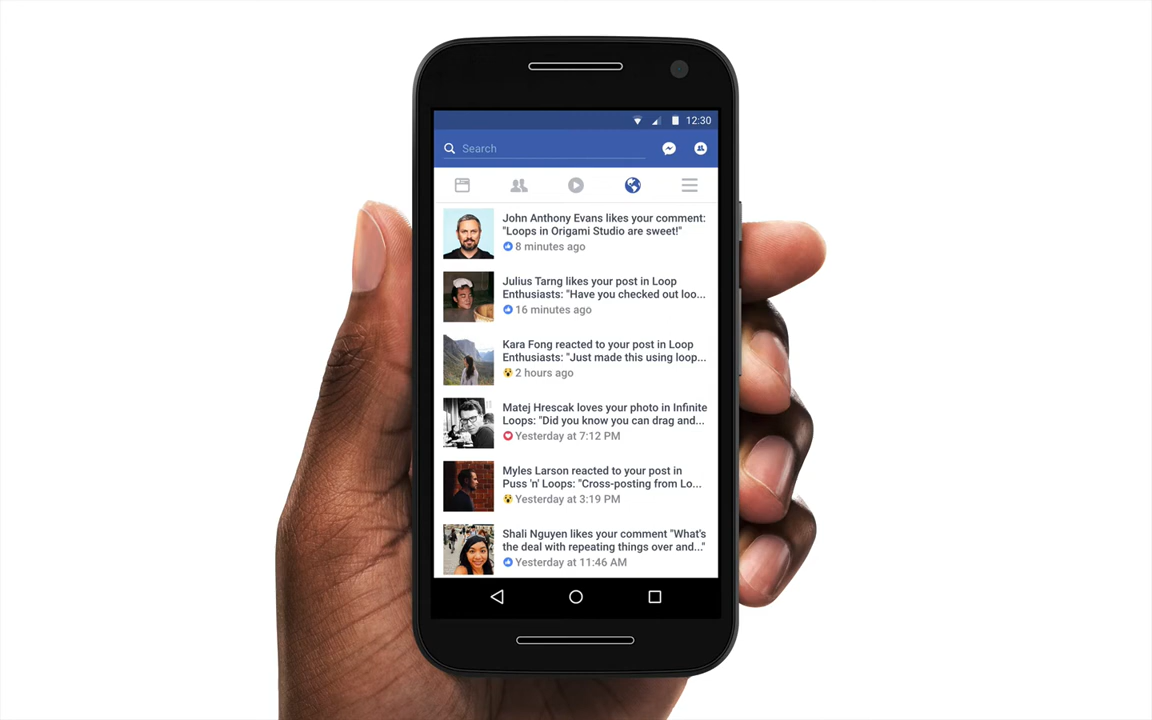 12:30
Search
John Anthony Evans likes your comment:
"Loops in Origami Studio are sweet!"
8 minutes ago
Julius Tarng likes your post in Loop
Enthusiasts: "Have you checked out loo...
16 minutes ago
Kara Fong reacted to your post in Loop
Enthusiasts: "Just made this using loop...
2 hours ago
Matej Hrescak loves your photo in Infinite
Loops: "Did you know you can drag and...
Yesterday at 7:12 PM
Myles Larson reacted to your post in
Puss 'n' Loops: "Cross-posting from Lo...
Yesterday at 3:19 PM
Shali Nguyen likes your comment "What's
the deal with repeating things over and..."
Yesterday at 11:46 AM